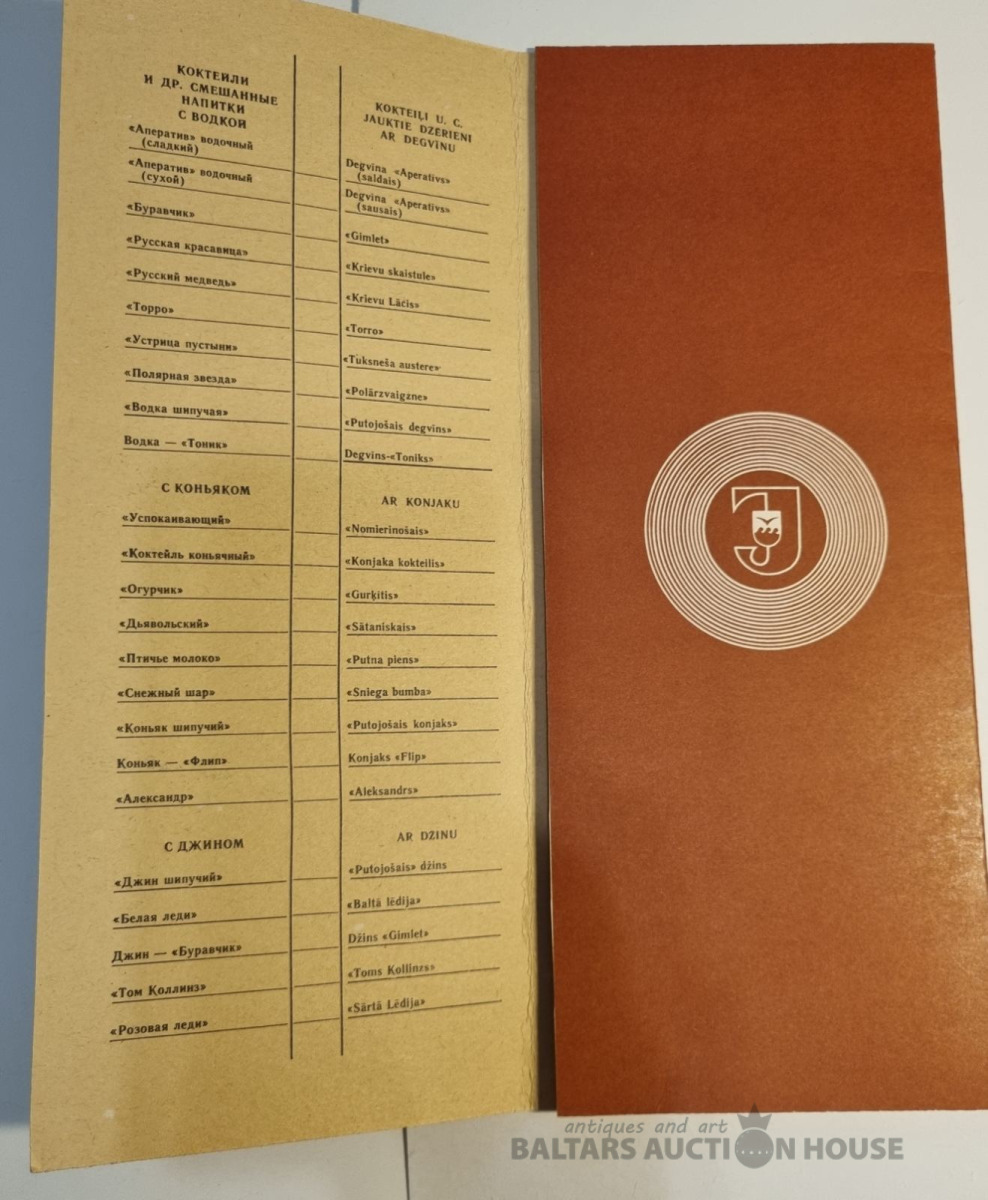 КОКТЕЙЛИ
И ДР. СМЕШАННЫЕ
НАПИТКИ
С ВОДКОЙ
«Аператив» водочный
(сладкий)
«Аператив» водочный
(сухой)
«Буравчик»
«Русская красавица»
«Русский медведь»
«Торро»
«Устрица пустыни»
«Полярная звезда»
«Водка шипучая»
Водка — «Тоник»
С КОНЬЯКОМ
«Успокаивающий»
«Коктейль коньячный»
«Огурчик»
«Дьявольский»
«Птичье молоко»
«Снежный шар»
«Коньяк шипучий»
Коньяк — «Флип»
«Александр»
С ДЖИНОМ
«Джин шипучий»
«Белая леди»
Джин — «Буравчик»
«Том Коллинз»
«Розовая леди»
KOKTEIĻI U. C.
JAUKTIE DZĒRIENI
AR DEGVĪNU
Degvīna «Aperatīvs»
(saldais)
Degvīna «Aperatīvs»
(sausais)
«Gimlet»
«Krievu skaistule»
«Krievu Lācis»
«Torro»
«Tuksneša austere»
«Polārzvaigzne»
«Putojošais degvīns»
Degvīns-«Toniks»
AR KONJAKU
«Nomierinošais»
«Konjaka kokteilis»
«Gurķītis»
«Sātaniskais»
«Putna piens»
«Sniega bumba»
«Putojošais konjaks»
Konjaks «Flip»
«Aleksandrs»
AR DŽINU
«Putojošais» džins
«Baltā lēdija»
Džins «Gimlet»
«Toms Kollinzs»
«Sārtā Lēdija»
antiques and art
BALTARS AUCTION HOUSE